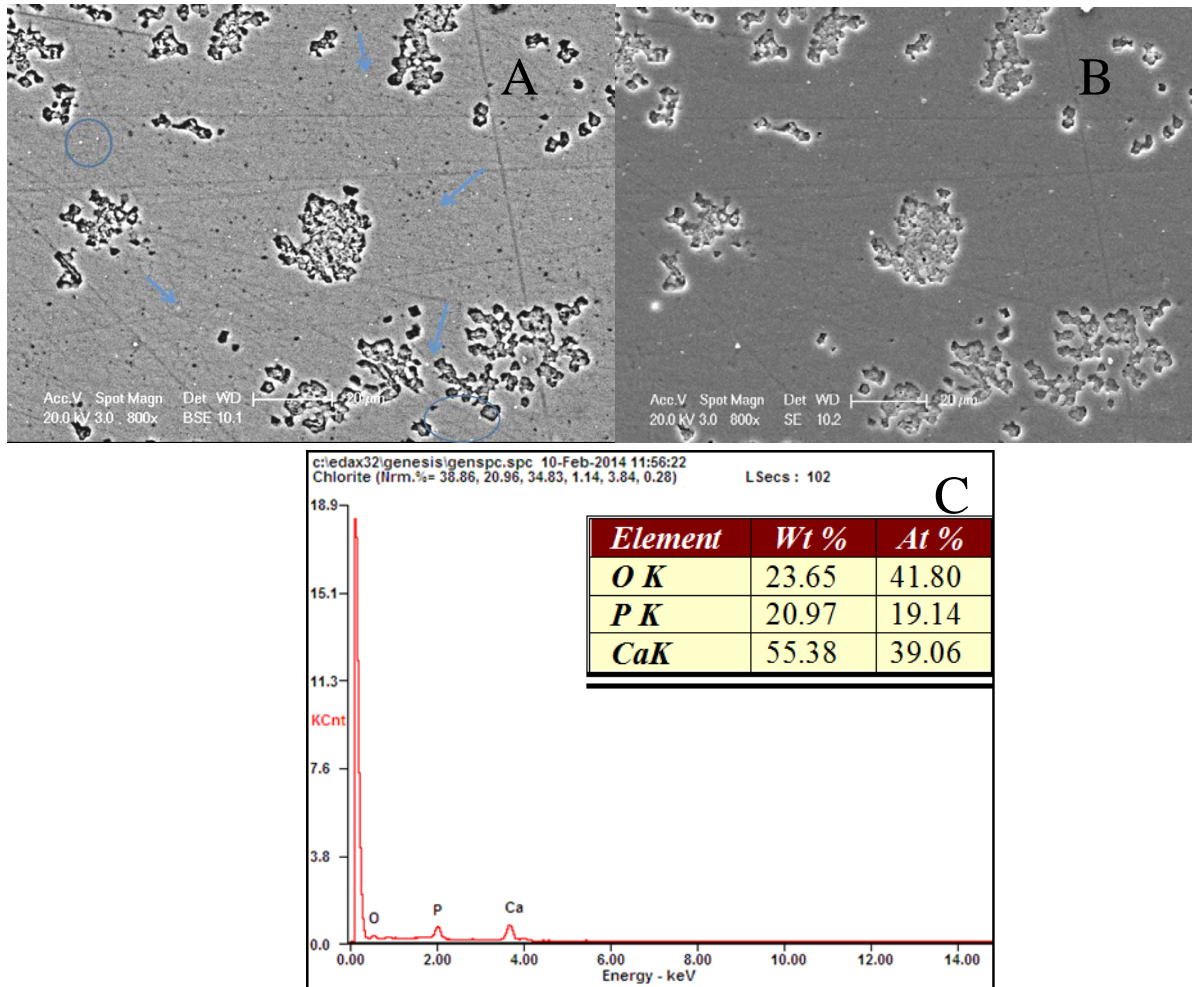 A
Acc.V Spot Magn Det WD 20 µm
20.0 kV 3.0 800x BSE 10.1
B
Acc.V Spot Magn Det WD 20 µm
20.0 kV 3.0 800x SE 10.2
c:\edax32\genesis\genspc.spc 10-Feb-2014 11:56:22
Chlorite (Nrm.%= 38.86, 20.96, 34.83, 1.14, 3.84, 0.28) LSecs : 102
C
Element Wt % At %
O K 23.65 41.80
P K 20.97 19.14
CaK 55.38 39.06
18.9
15.1
11.3
KCnt
7.6
3.8
0.0
O P Ca
0.00 2.00 4.00 6.00 8.00 10.00 12.00 14.00
Energy - keV